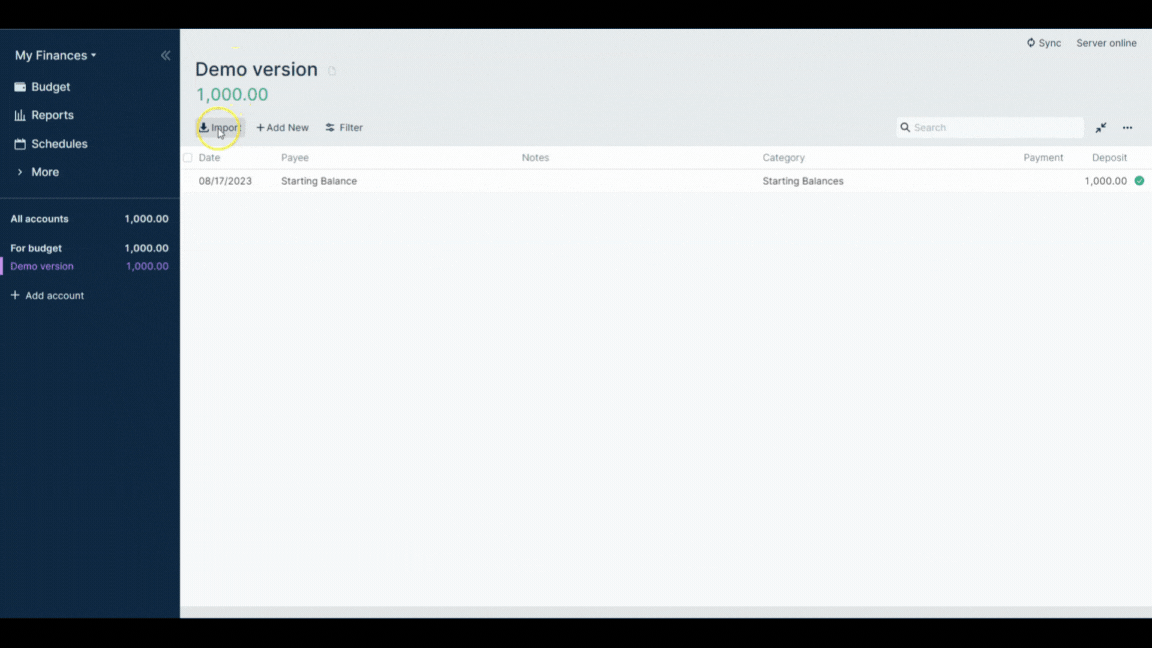 My Finances
Budget
Reports
Schedules
More
All accounts 1,000.00
For budget 1,000.00
Demo version 1,000.00
Add account
Sync Server online
Demo version
1,000.00
Import + Add New Filter Search
Date Payee Notes Category Payment Deposit
08/17/2023 Starting Balance Starting Balances 1,000.00